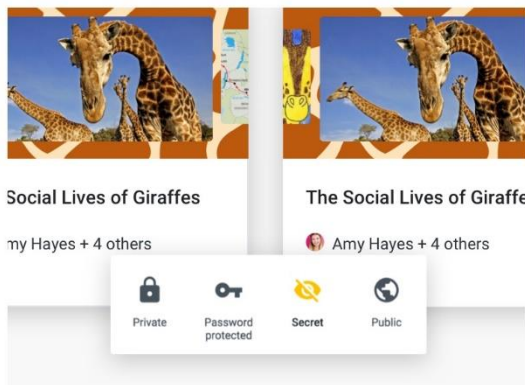 Social Lives of Giraffes
The Social Lives of Giraffe
my Hayes + 4 others
Amy Hayes + 4 others
Private
Password
protected
Secret
Public